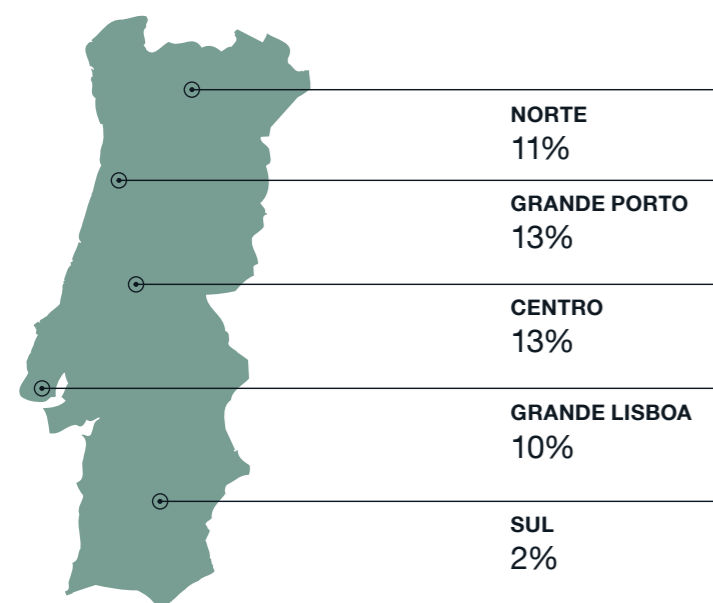 NORTE
11%
GRANDE PORTO
13%
CENTRO
13%
GRANDE LISBOA
10%
SUL
2%